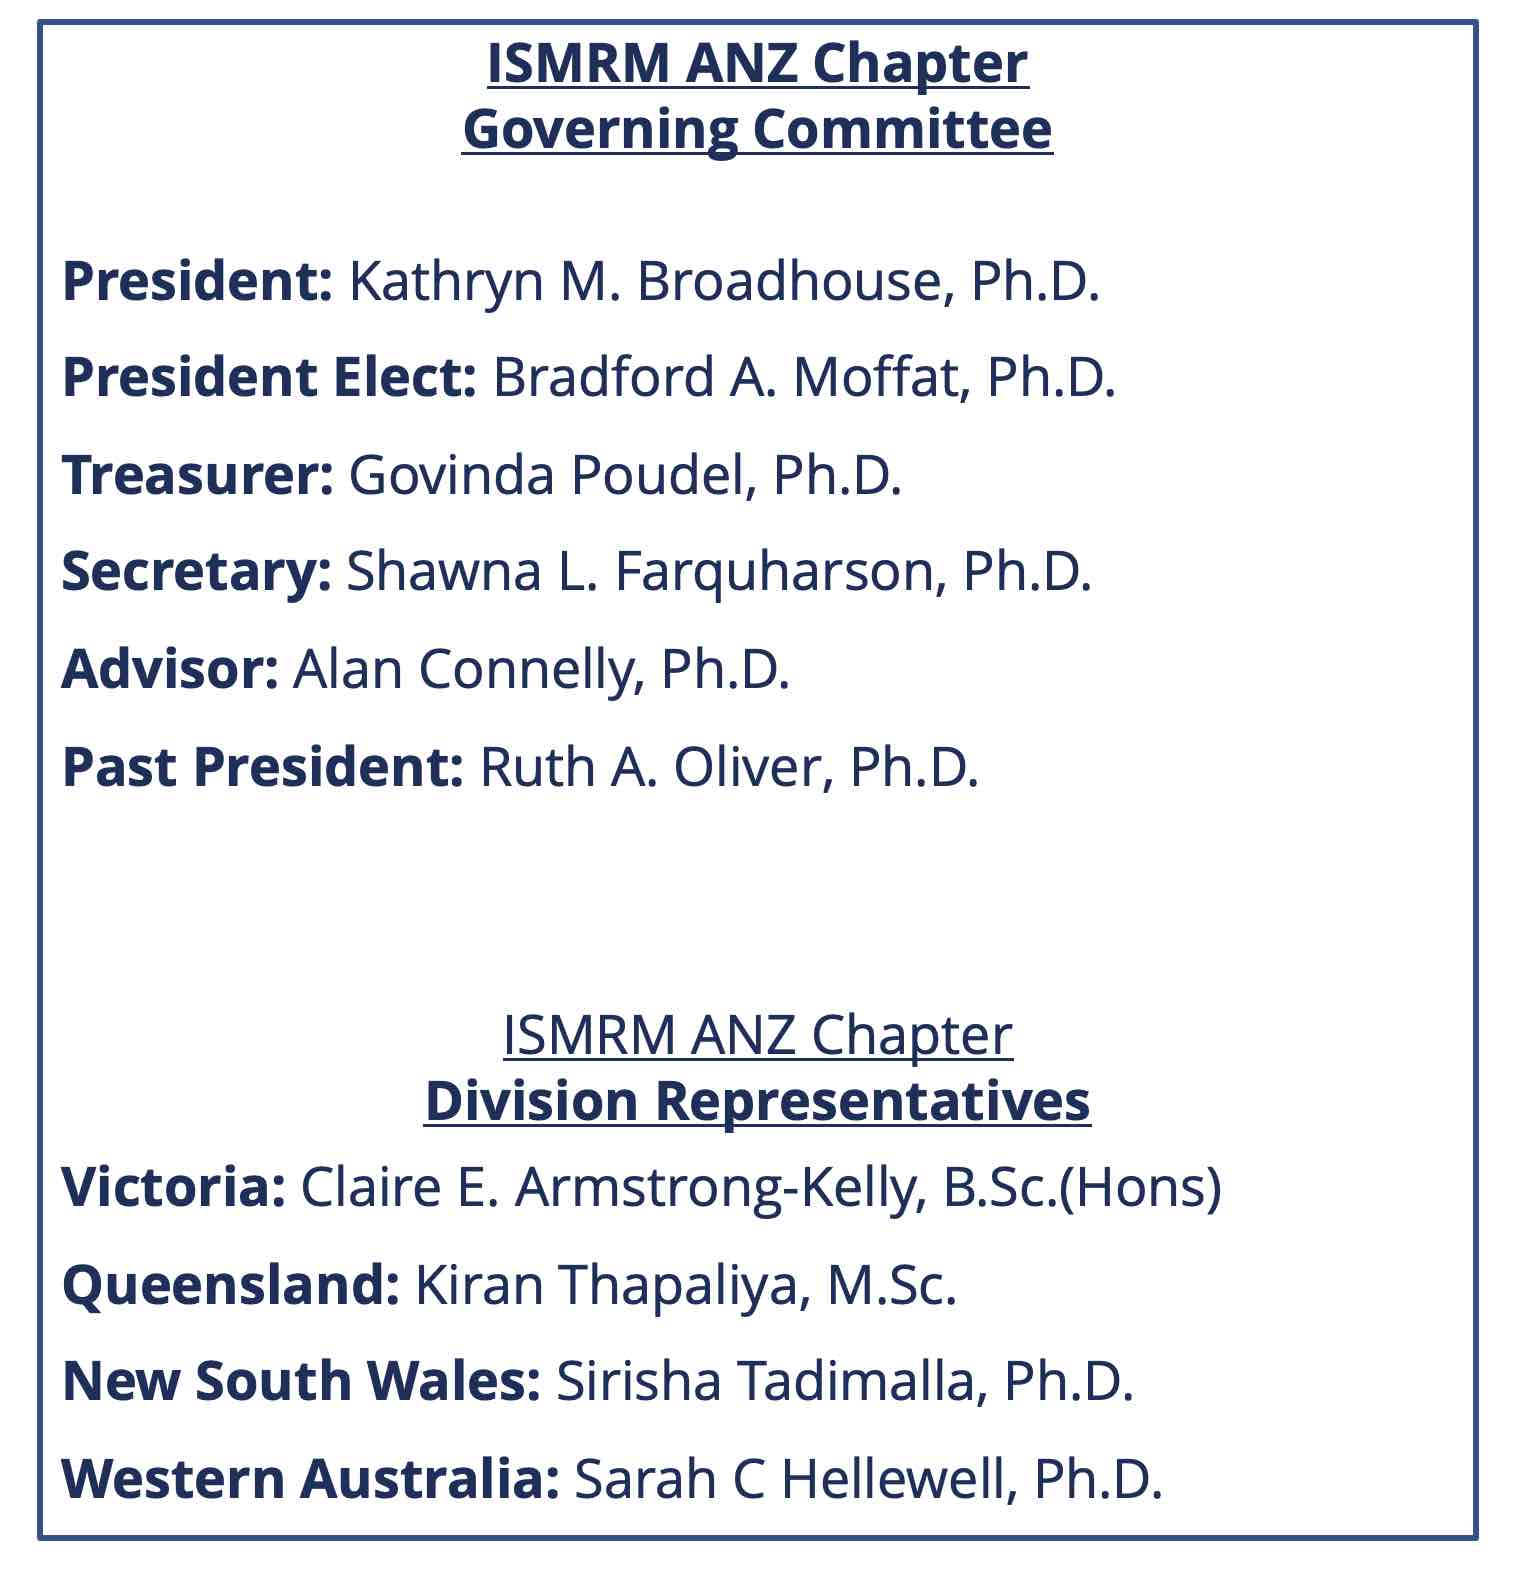 ISMRM ANZ Chapter
Governing Committee
President: Kathryn M. Broadhouse, Ph.D.
President Elect: Bradford A. Moffat, Ph.D.
Treasurer: Govinda Poudel, Ph.D.
Secretary: Shawna L. Farquharson, Ph.D.
Advisor: Alan Connelly, Ph.D.
Past President: Ruth A. Oliver, Ph.D.
ISMRM ANZ Chapter
Division Representatives
Victoria: Claire E. Armstrong-Kelly, B.Sc.(Hons)
Queensland: Kiran Thapaliya, M.Sc.
New South Wales: Sirisha Tadimalla, Ph.D.
Western Australia: Sarah C Hellewell, Ph.D.